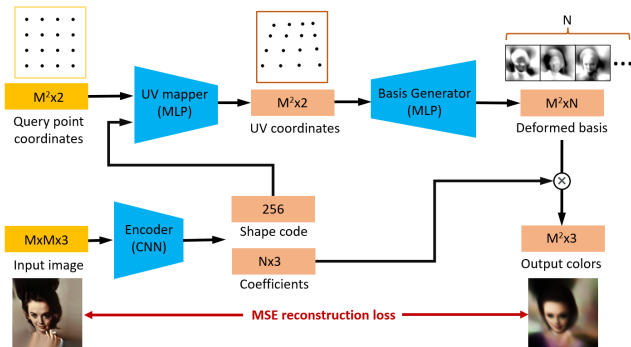 N
M²x2
Query point
coordinates
UV mapper
(MLP)
M²x2
UV coordinates
Basis Generator
(MLP)
M²xN
Deformed basis
MxMx3
Input image
Encoder
(CNN)
256
Shape code
Nx3
Coefficients
M²x3
Output colors
MSE reconstruction loss